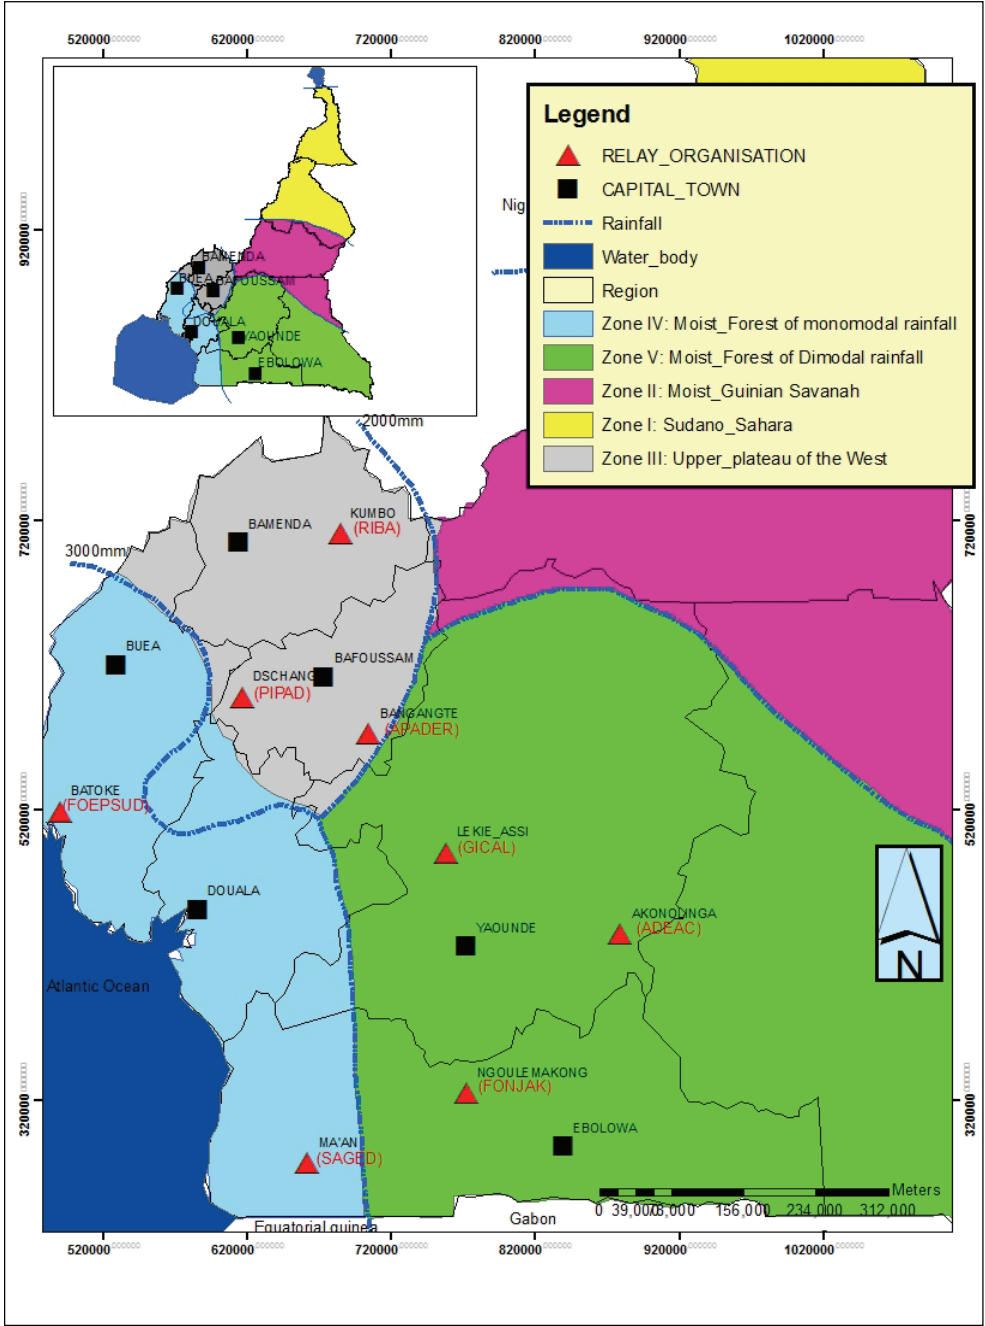 520000
620000
720000
820000
920000
1020000
Legend
RELAY_ORGANISATION
CAPITAL_TOWN
Rainfall
Water_body
Region
Zone IV: Moist_Forest of monomodal rainfall
Zone V: Moist_Forest of Dimodal rainfall
Zone II: Moist_Guinian Savanah
Zone I: Sudano_Sahara
Zone III: Upper_plateau of the West
Nig
920000
BAMENDA
BUEA
BAFOUSSAM
DOUALA
YAOUNDE
EBOLOWA
2000mm
720000
720000
KUMBO
(RIBA)
BAMENDA
3000mm
BUEA
BAFOUSSAM
DSCHANG
(PIPAD)
BANGANGTE
(APADER)
BATOKE
(FOEPSUD)
520000
520000
LEKIE_ASSI
(GICAL)
DOUALA
YAOUNDE
AKONOLINGA
(ADEAC)
N
Atlantic Ocean
320000
320000
NGOULEMAKONG
(FONJAK)
EBOLOWA
MA'AN
(SAGED)
Meters
0 39,000 78,000 156,000 234,000 312,000
Equatorial guinea
Gabon
520000
620000
720000
820000
920000
1020000